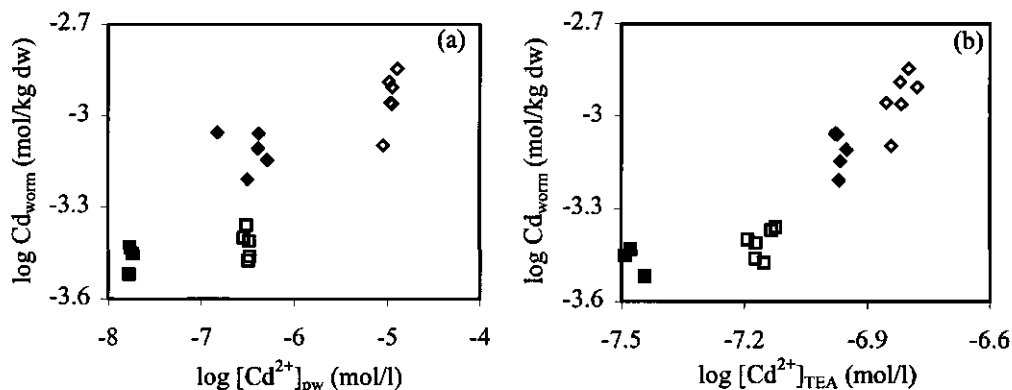 (a)
log Cd_worm (mol/kg dw)
-2.7
-3
-3.3
-3.6
-8 -7 -6 -5 -4
log [Cd²⁺]_pw (mol/l)
(b)
log Cd_worm (mol/kg dw)
-2.7
-3
-3.3
-3.6
-7.5 -7.2 -6.9 -6.6
log [Cd²⁺]_TEA (mol/l)